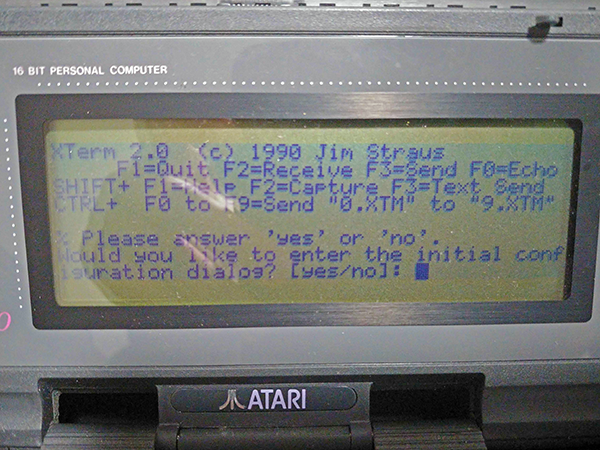 16 BIT PERSONAL COMPUTER
XTerm 2.0 (c) 1990 Jim Straus
F1=Quit F2=Receive F3=Send F0=Echo
SHIFT+ F1=Help F2=Capture F3=Text Send
CTRL+ F0 to F9=Send "0.XTM" to "9.XTM"
% Please answer 'yes' or 'no'.
Would you like to enter the initial conf
iguration dialog? [yes/no]:
ATARI